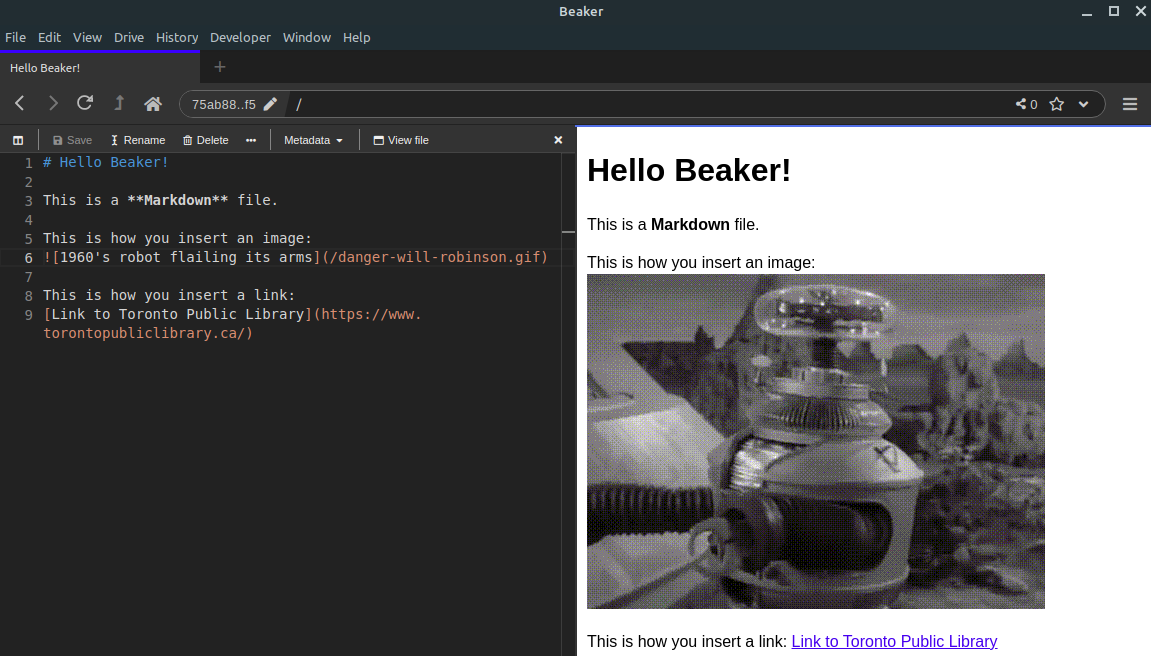 Beaker
File Edit View Drive History Developer Window Help
Hello Beaker!
75ab88..f5 / 0
Save Rename Delete ••• Metadata View file
1 # Hello Beaker!
2
3 This is a **Markdown** file.
4
5 This is how you insert an image:
6 ![1960's robot flailing its arms](/danger-will-robinson.gif)
7
8 This is how you insert a link:
9 [Link to Toronto Public Library](https://www.
torontopubliclibrary.ca/)
Hello Beaker!
This is a Markdown file.
This is how you insert an image:
This is how you insert a link: Link to Toronto Public Library